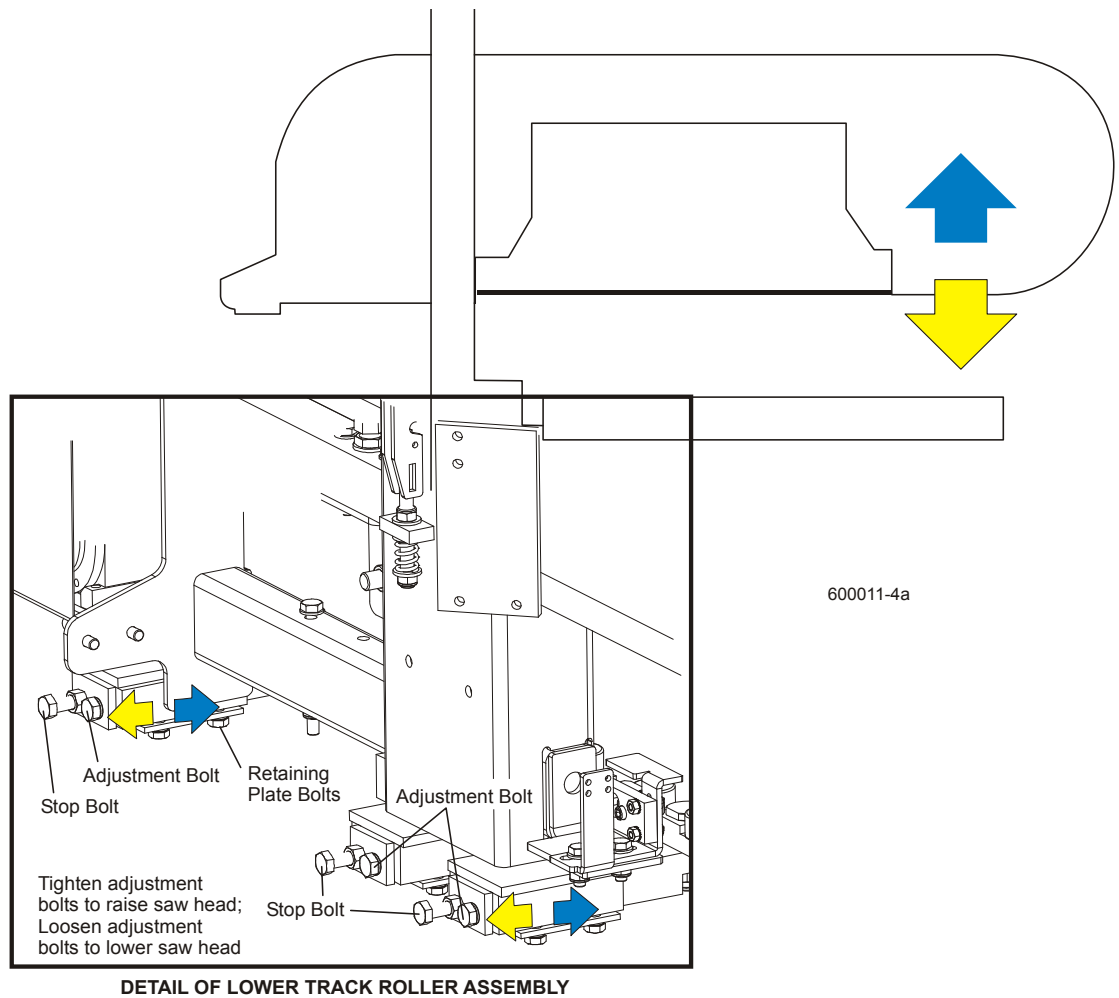 600011-4a
Adjustment Bolt
Retaining
Plate Bolts
Stop Bolt
Adjustment Bolt
Tighten adjustment
bolts to raise saw head;
Loosen adjustment
bolts to lower saw head
Stop Bolt
DETAIL OF LOWER TRACK ROLLER ASSEMBLY